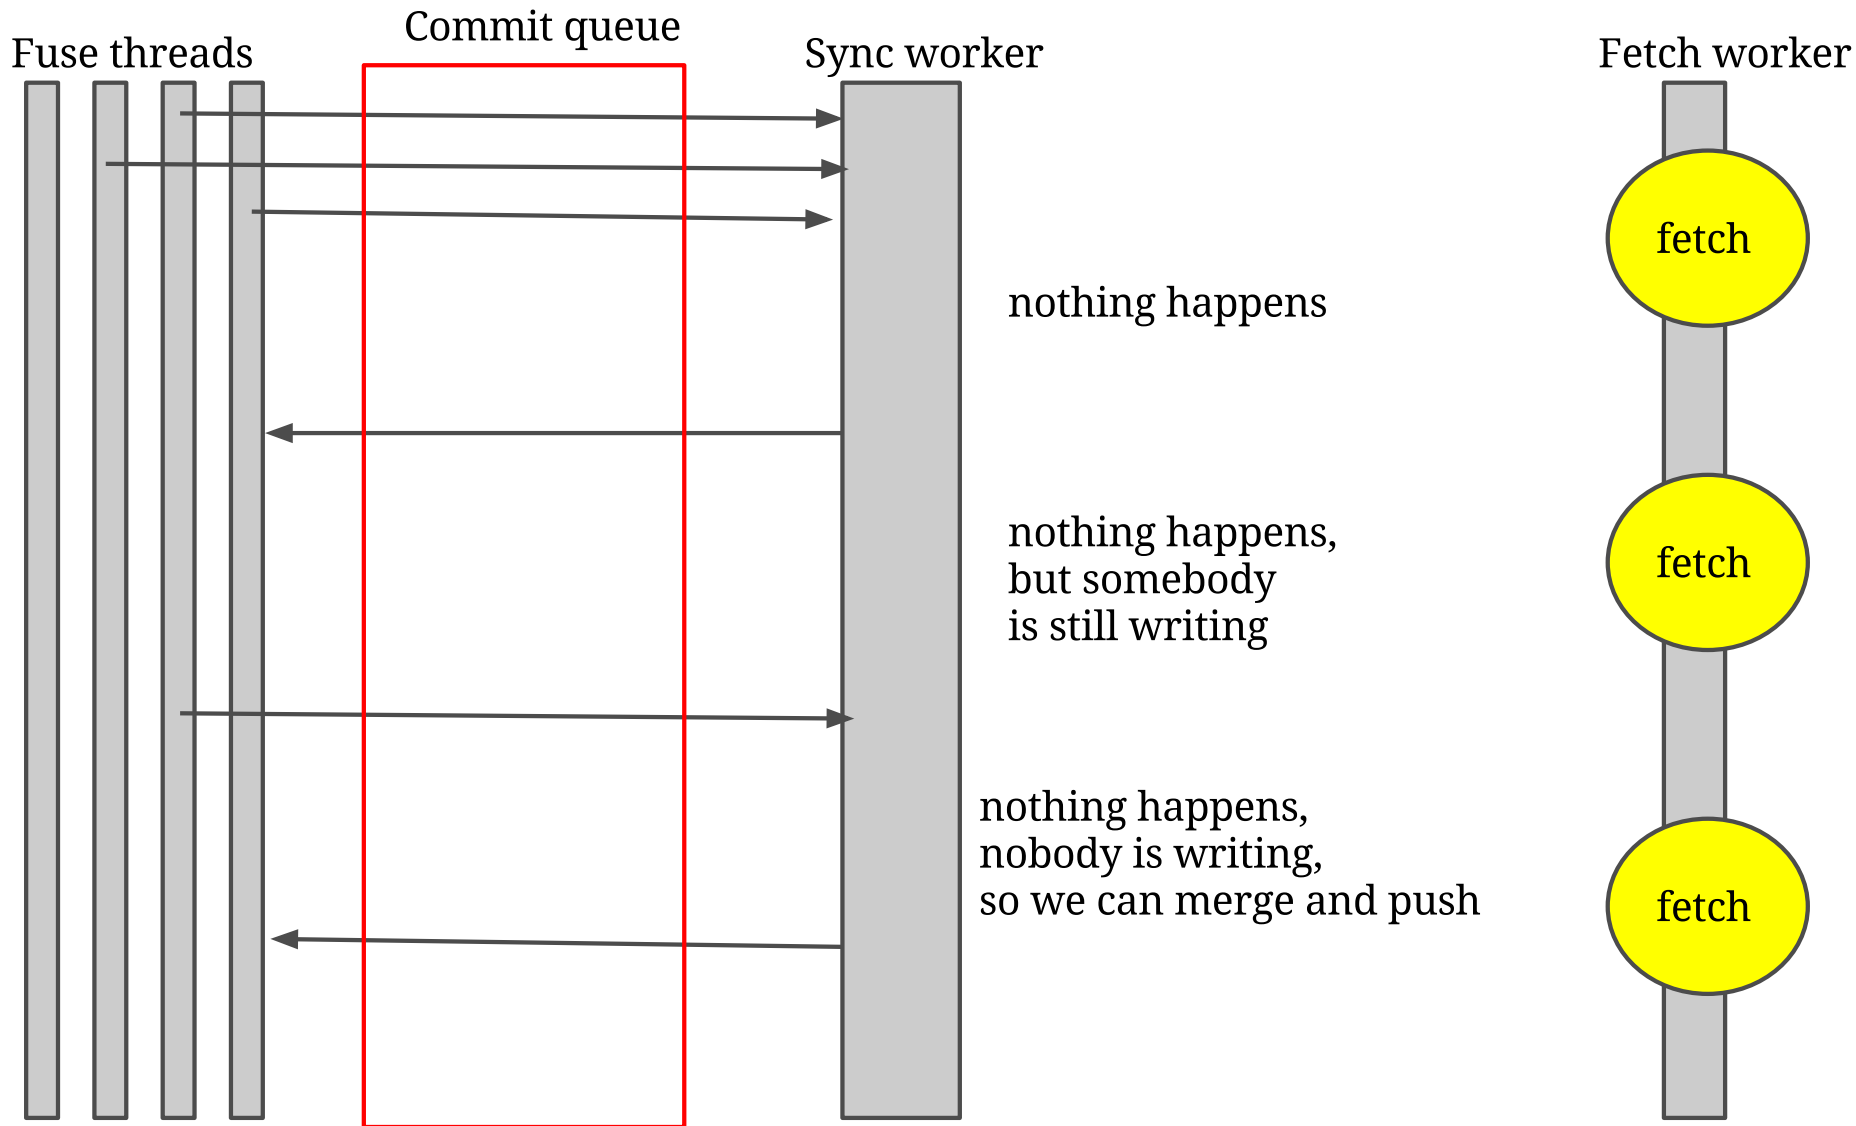 Commit queue
Fuse threads
Sync worker
Fetch worker
fetch
nothing happens
nothing happens,
but somebody
is still writing
fetch
nothing happens,
nobody is writing,
so we can merge and push
fetch